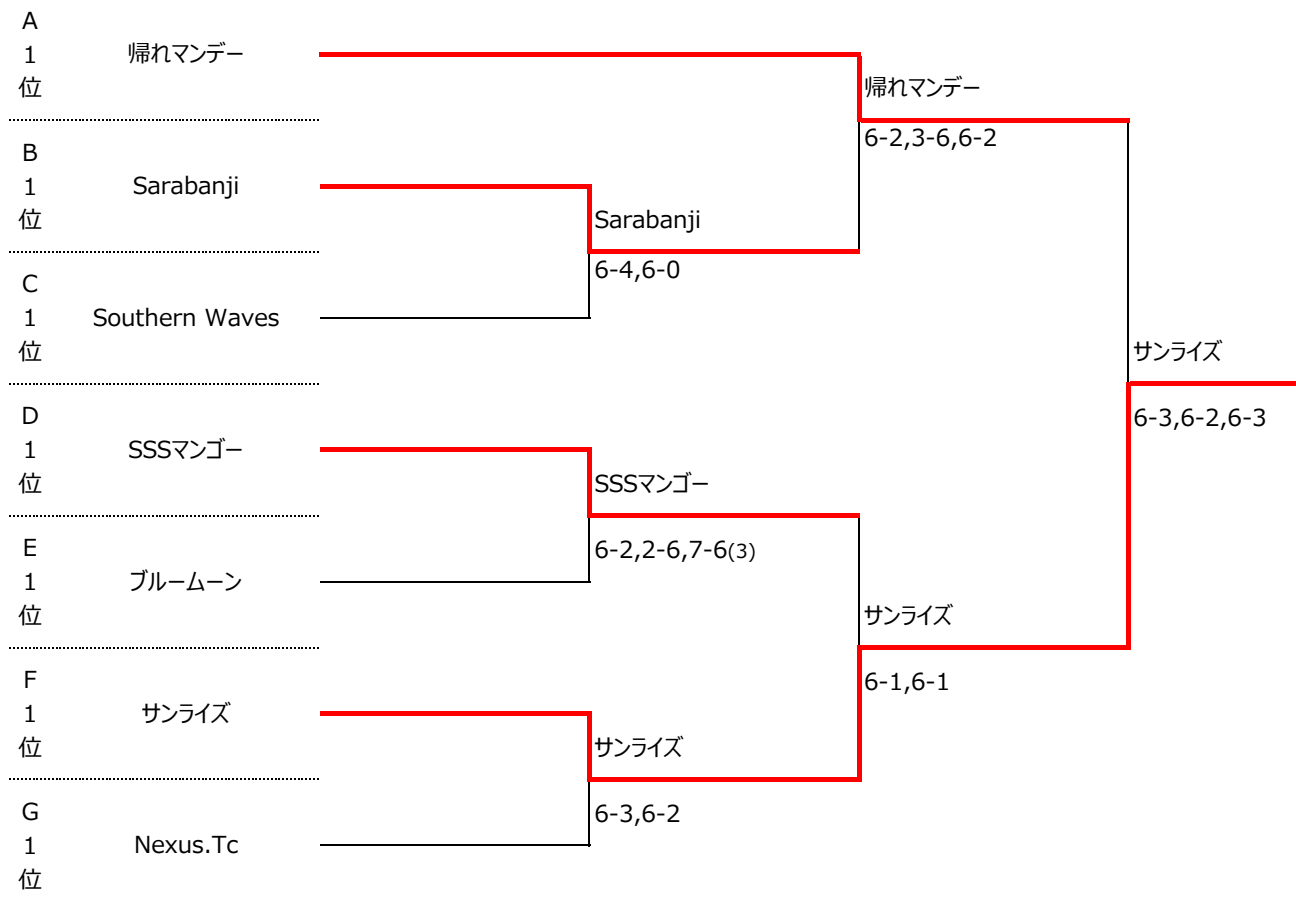 A
1
位
帰れマンデー
帰れマンデー
6-2,3-6,6-2
B
1
位
Sarabanji
Sarabanji
6-4,6-0
C
1
位
Southern Waves
サンライズ
6-3,6-2,6-3
D
1
位
SSSマンゴー
SSSマンゴー
6-2,2-6,7-6(3)
E
1
位
ブルームーン
サンライズ
6-1,6-1
F
1
位
サンライズ
サンライズ
6-3,6-2
G
1
位
Nexus.Tc